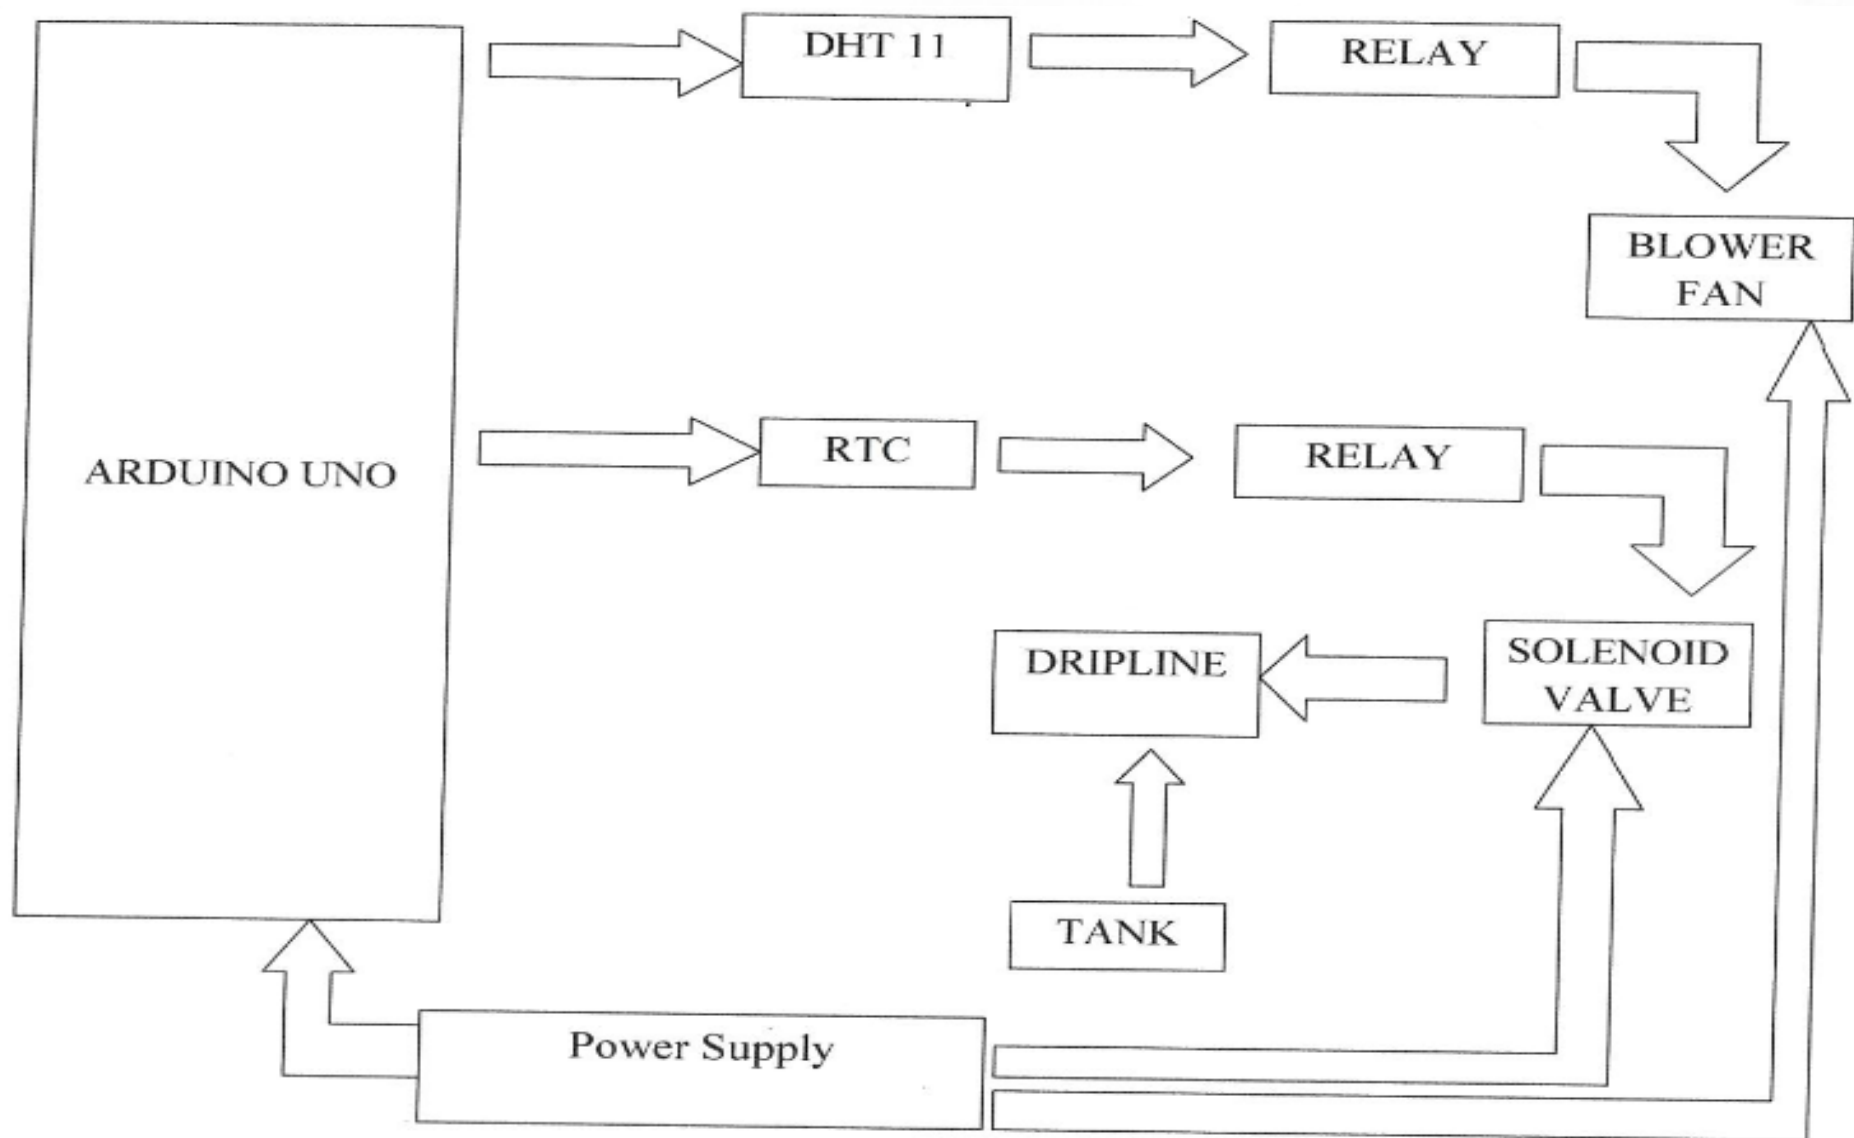 DHT 11
RELAY
BLOWER
FAN
ARDUINO UNO
RTC
RELAY
DRIPLINE
SOLENOID
VALVE
TANK
Power Supply